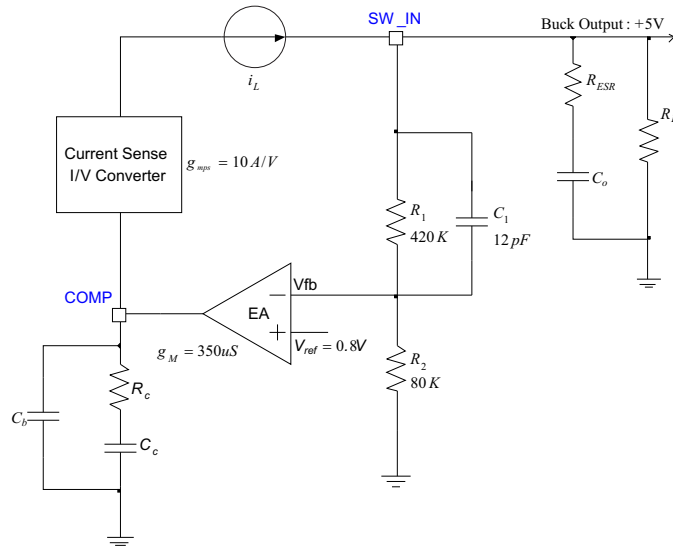 SW_IN
Buck Output : +5V
i_L
R_ESR
R_L
Current Sense
I/V Converter
g_mps = 10 A/V
C_o
R_1
420 K
C_1
12 pF
COMP
Vfb
EA
V_ref = 0.8V
g_M = 350uS
R_2
80 K
R_c
C_b
C_c